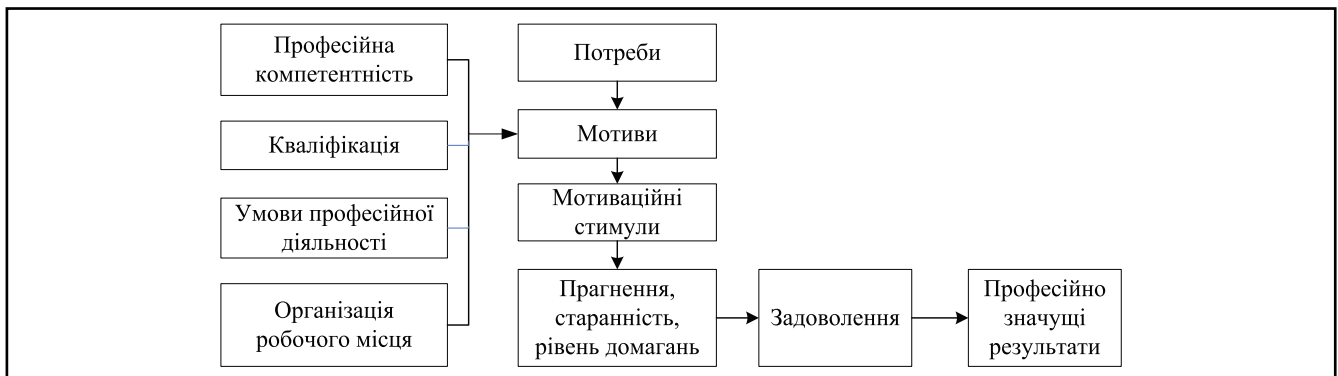 Професійна
компетентність
Кваліфікація
Умови професійної
діяльності
Організація
робочого місця
Потреби
Мотиви
Мотиваційні
стимули
Прагнення,
старанність,
рівень домагань
Задоволення
Професійно
значущі
результати